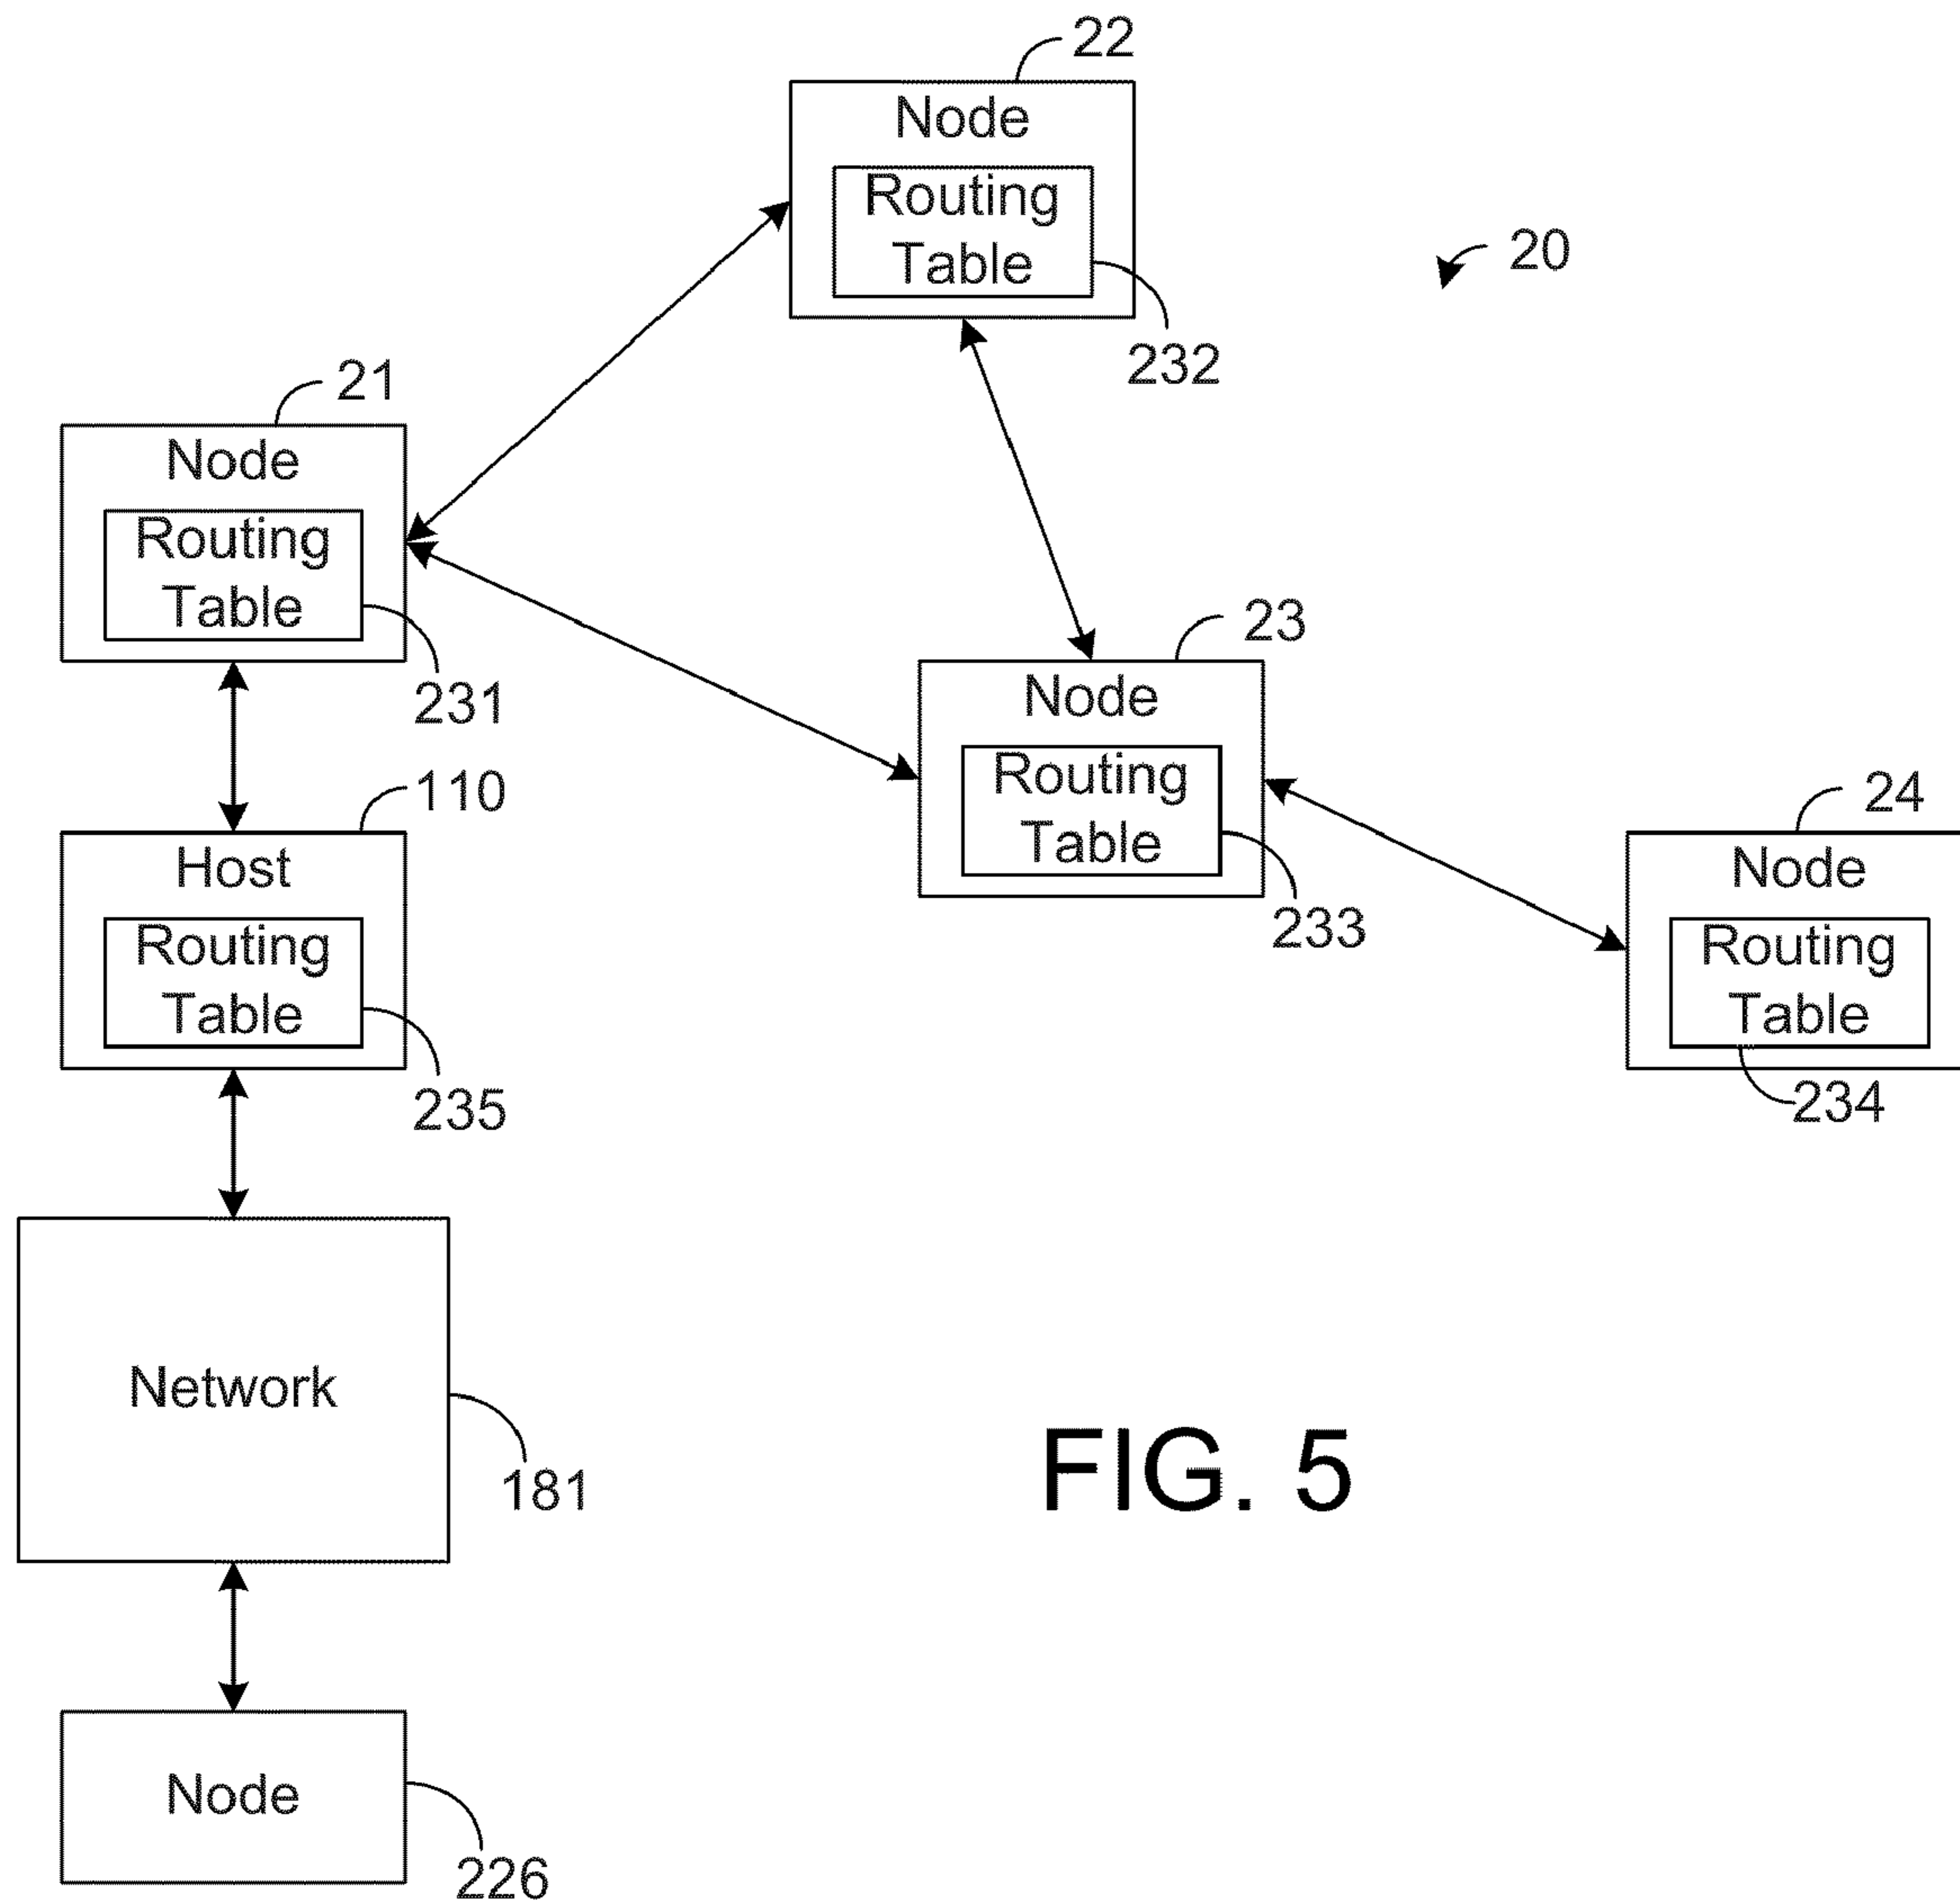 22
Node
Routing
Table
232
20
21
Node
Routing
Table
231
23
Node
Routing
Table
233
110
Host
Routing
Table
235
24
Node
Routing
Table
234
Network
181
FIG. 5
Node
226